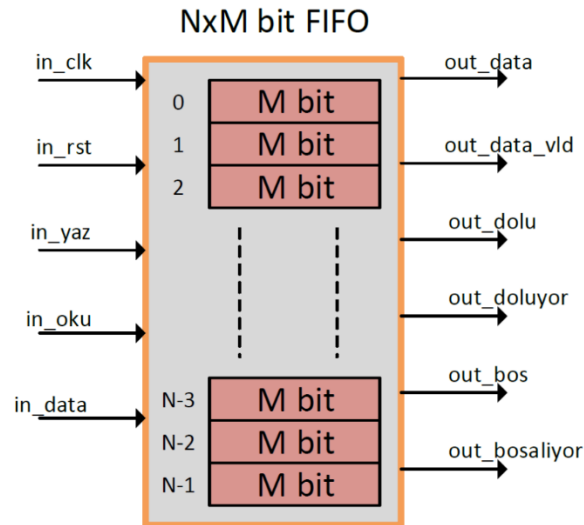 NxM bit FIFO
in_clk
in_rst
in_yaz
in_oku
in_data
0
M bit
1
M bit
2
M bit
N-3
M bit
N-2
M bit
N-1
M bit
out_data
out_data_vld
out_dolu
out_doluyor
out_bos
out_bosaliyor